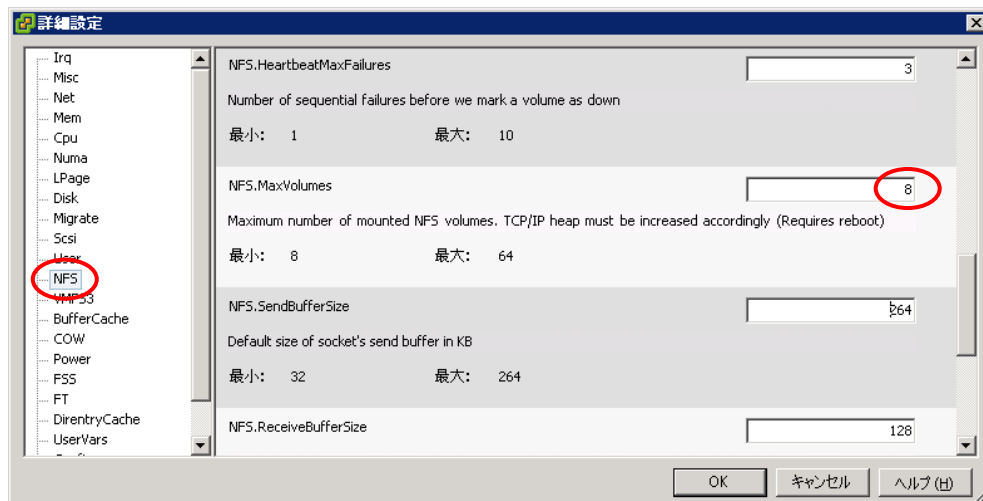 詳細設定
Irq
Misc
Net
Mem
Cpu
Numa
LPage
Disk
Migrate
Scsi
User
NFS
VMFS3
BufferCache
COW
Power
FSS
FT
DirentryCache
UserVars
NFS.HeartbeatMaxFailures 3
Number of sequential failures before we mark a volume as down
最小: 1 最大: 10
NFS.MaxVolumes 8
Maximum number of mounted NFS volumes. TCP/IP heap must be increased accordingly (Requires reboot)
最小: 8 最大: 64
NFS.SendBufferSize 264
Default size of socket's send buffer in KB
最小: 32 最大: 264
NFS.ReceiveBufferSize 128
OK キャンセル ヘルプ(H)